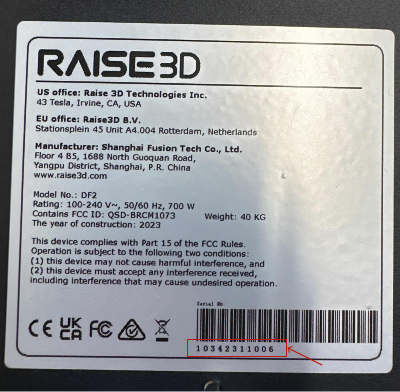 RAISE3D
US office: Raise 3D Technologies Inc.
43 Tesla, Irvine, CA, USA
EU office: Raise3D B.V.
Stationsplein 45 Unit A4.004 Rotterdam, Netherlands
Manufacturer: Shanghai Fusion Tech Co., Ltd.
Floor 4 B5, 1688 North Guoquan Road,
Yangpu District, Shanghai, P.R. China
www.raise3d.com
Model No.: DF2
Rating: 100-240 V~, 50/60 Hz, 700 W
Contains FCC ID: QSD-BRCM1073 Weight: 40 KG
The year of construction: 2023
This device complies with Part 15 of the FCC Rules.
Operation is subject to the following two conditions:
(1) this device may not cause harmful interference, and
(2) this device must accept any interference received,
including interference that may cause undesired operation.
Serial No.
CE UK CA FC
10342311006